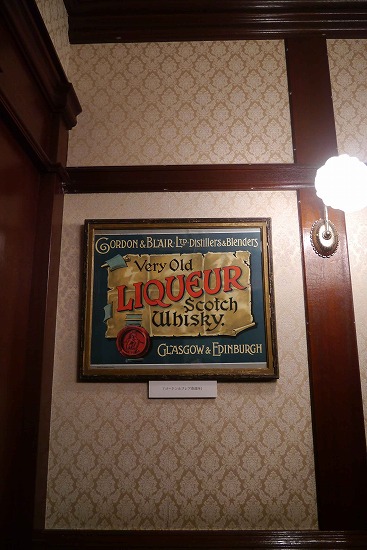 GORDON & BLAIR LTD. DISTILLERS & BLENDERS
Very Old
LIQUEUR
Scotch
Whisky.
GLASGOW & EDINBURGH